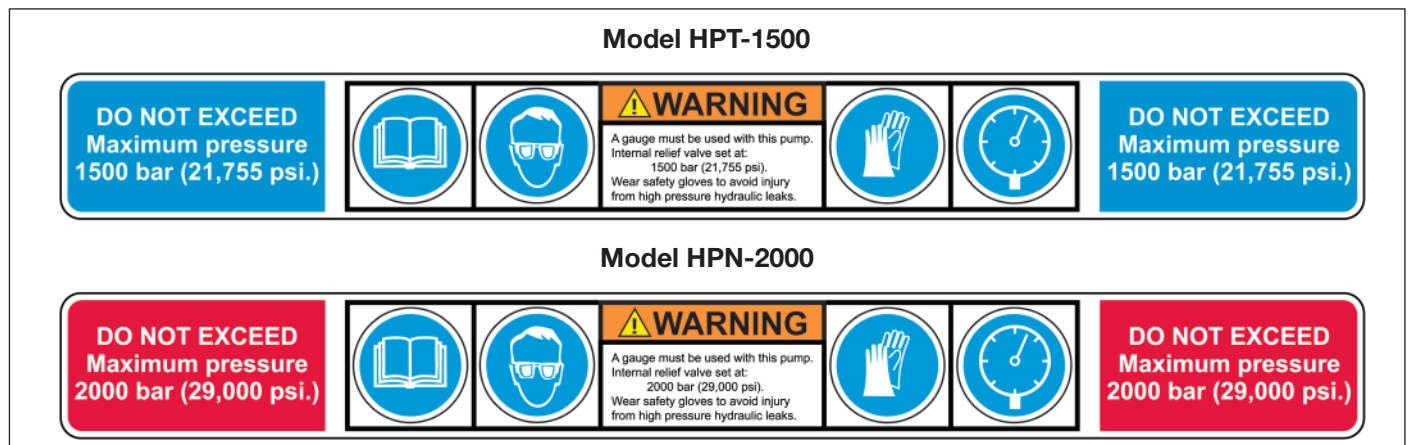 Model HPT-1500
DO NOT EXCEED
Maximum pressure
1500 bar (21,755 psi.)
WARNING
A gauge must be used with this pump.
Internal relief valve set at:
1500 bar (21,755 psi).
Wear safety gloves to avoid injury
from high pressure hydraulic leaks.
DO NOT EXCEED
Maximum pressure
1500 bar (21,755 psi.)
Model HPN-2000
DO NOT EXCEED
Maximum pressure
2000 bar (29,000 psi.)
WARNING
A gauge must be used with this pump.
Internal relief valve set at:
2000 bar (29,000 psi).
Wear safety gloves to avoid injury
from high pressure hydraulic leaks.
DO NOT EXCEED
Maximum pressure
2000 bar (29,000 psi.)